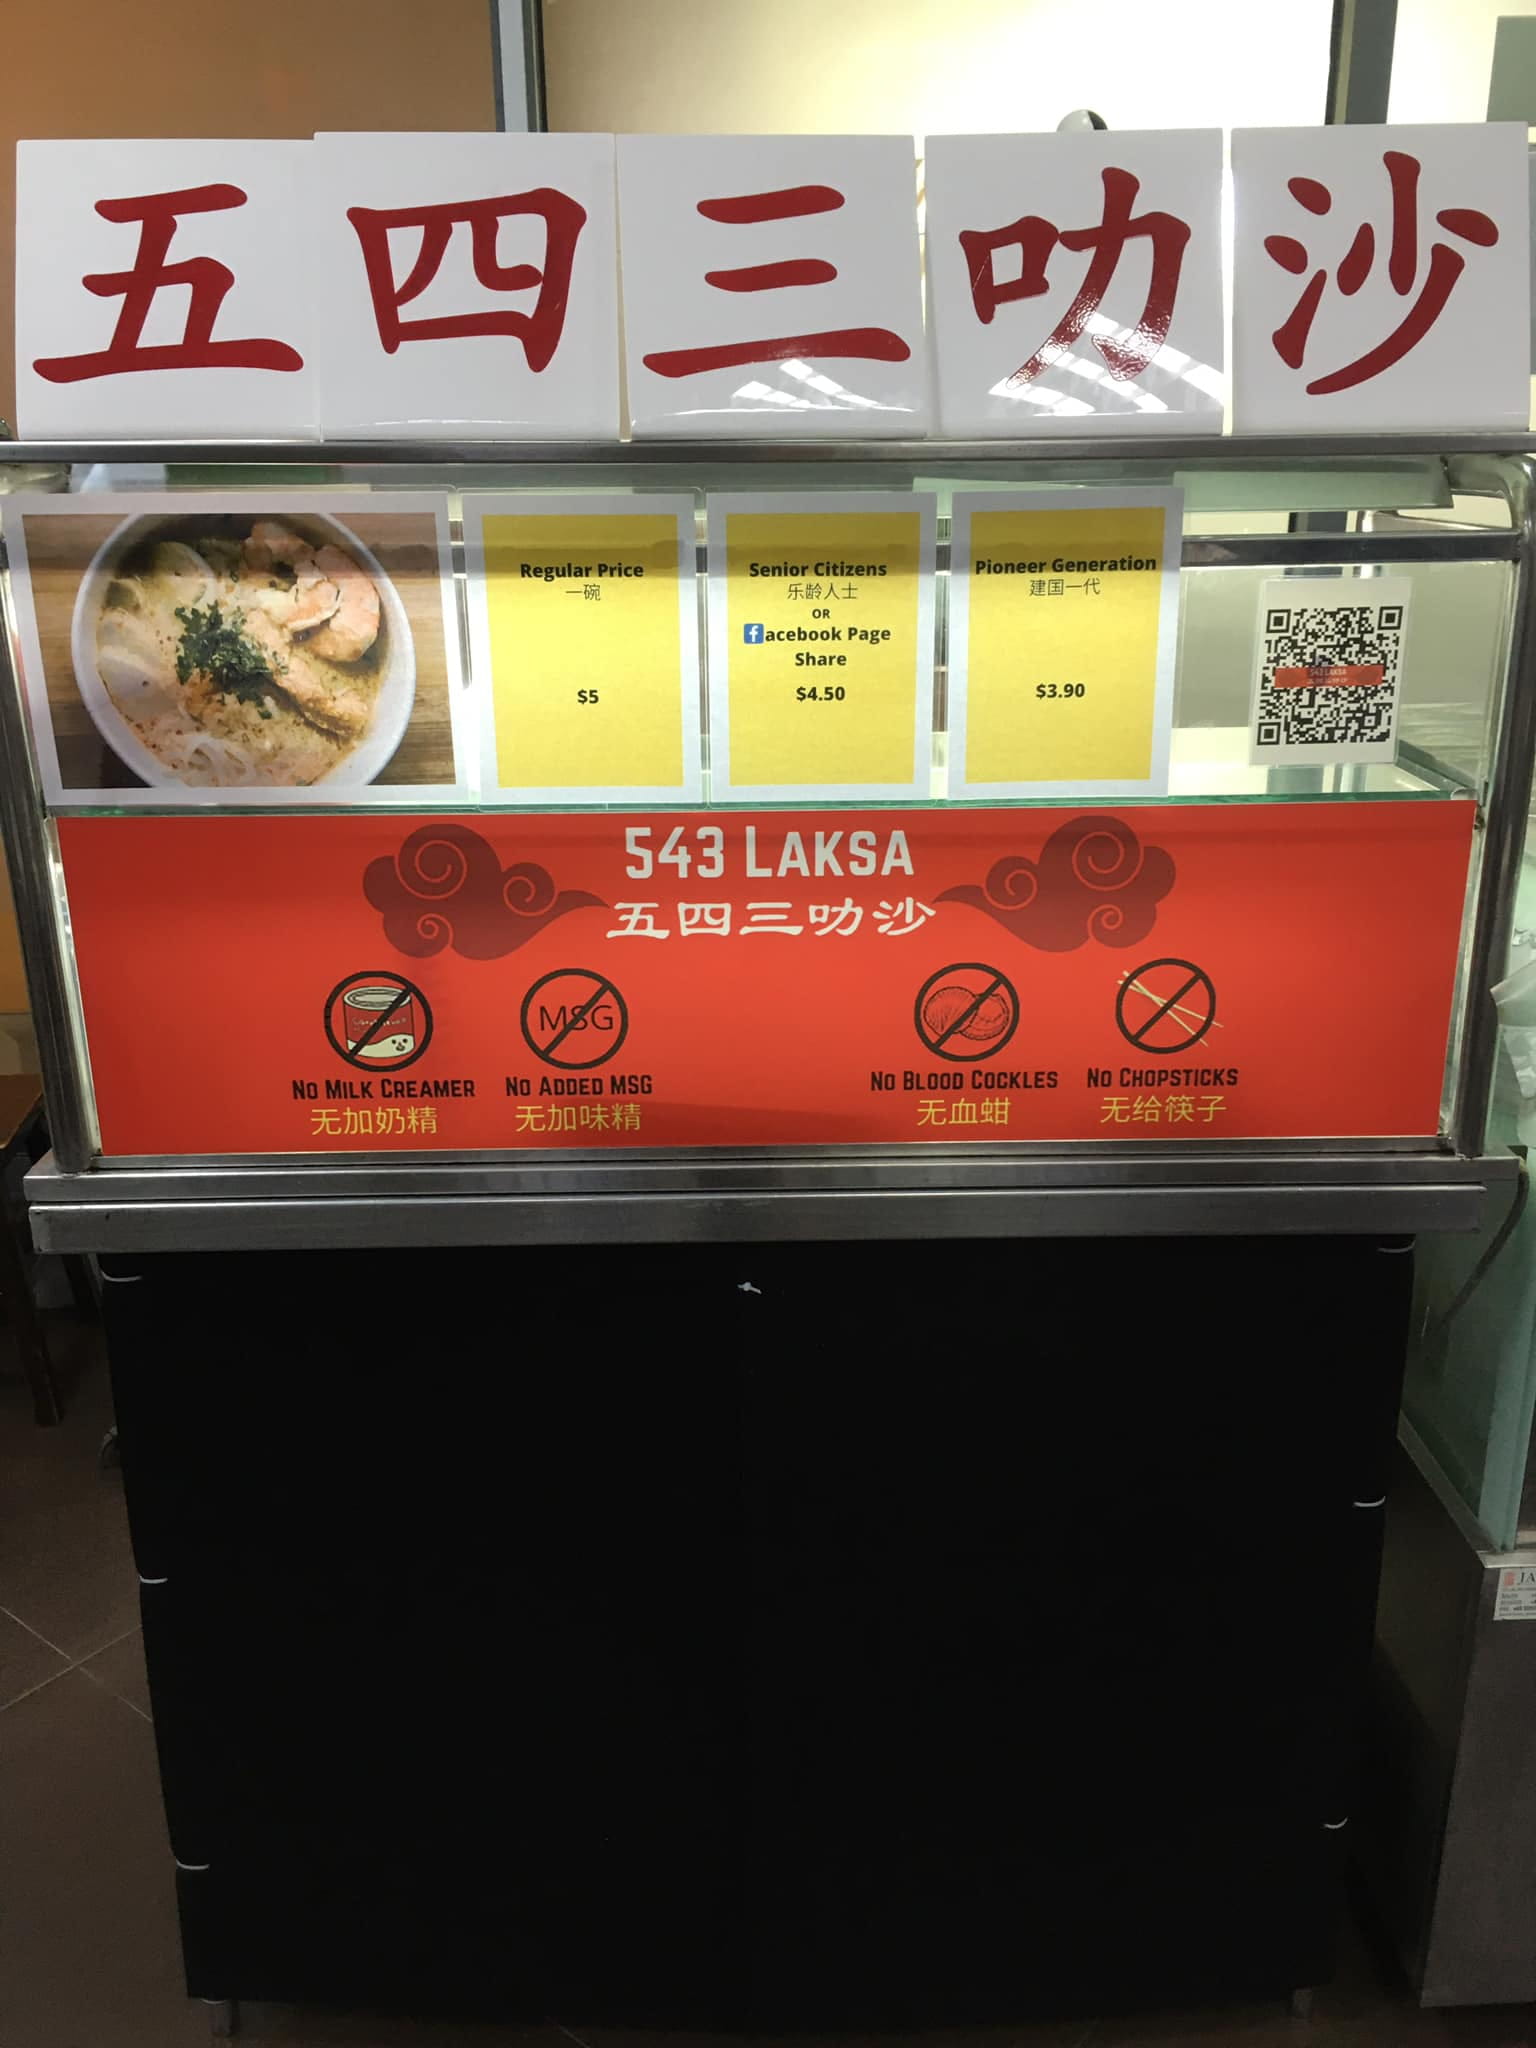 五四三叻沙
Regular Price
一碗
$5
Senior Citizens
乐龄人士
OR
facebook Page
Share
$4.50
Pioneer Generation
建国一代
$3.90
543 LAKSA
543 LAKSA
五四三叻沙
MSG
NO MILK CREAMER
无加奶精
NO ADDED MSG
无加味精
NO BLOOD COCKLES
无血蚶
NO CHOPSTICKS
无给筷子
JA